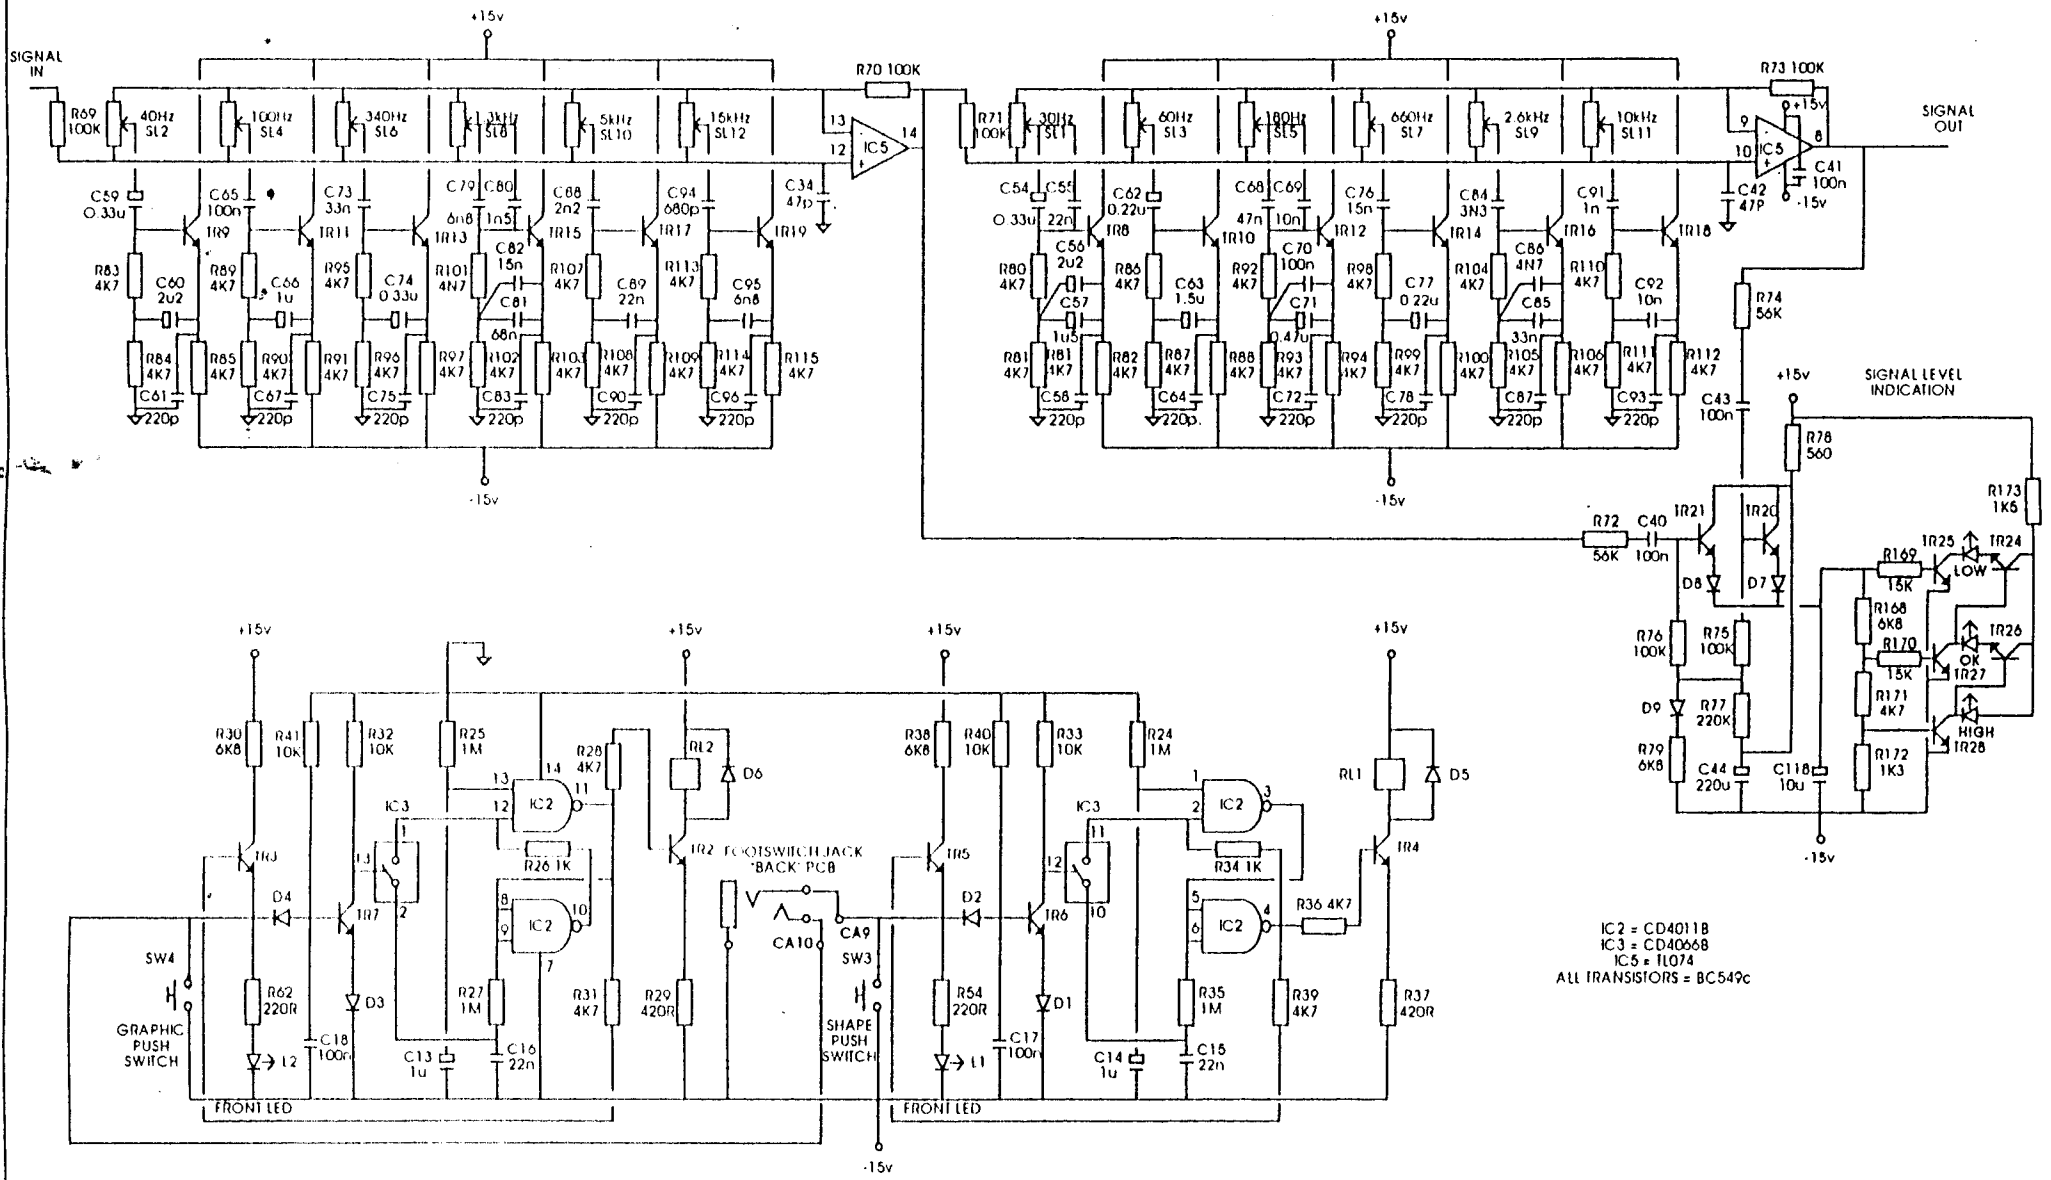 +15v
+15v
SIGNAL
IN
R70 100K
R73 100K
+15v
SIGNAL
OUT
R69
100K
40Hz
SL2
100Hz
SL4
340Hz
SL6
1.3kHz
SL8
5kHz
SL10
15kHz
SL12
13
12
+
IC5
14
R71
100K
30Hz
SL1
60Hz
SL3
180Hz
SL5
660Hz
SL7
2.6kHz
SL9
10kHz
SL11
9
10
+
IC5
8
C41
100n
-15v
C59
0.33u
C65
100n
C73
33n
C79
6n8
C80
1n5
C88
2n2
C94
680p
C34
47p
C54
0.33u
C55
22n
C62
0.22u
C68
47n
C69
10n
C76
15n
C84
3N3
C91
1n
C42
47P
TR9
TR11
TR13
TR15
TR17
TR19
TR8
TR10
TR12
TR14
TR16
TR18
R83
4K7
C60
2u2
R89
4K7
C66
1u
R95
4K7
C74
0.33u
R101
4N7
C82
15n
C81
68n
R107
4K7
C89
22n
R113
4K7
C95
6n8
R80
4K7
C56
2u2
C57
1u5
R86
4K7
C63
1.5u
R92
4K7
C70
100n
C71
0.47u
R98
4K7
C77
0.22u
R104
4K7
C86
4N7
C85
33n
R110
4K7
C92
10n
R74
56K
R84
4K7
R85
4K7
R90
4K7
R91
4K7
R96
4K7
R97
4K7
R102
4K7
R103
4K7
R108
4K7
R109
4K7
R114
4K7
R115
4K7
R81
4K7
R81
4K7
R82
4K7
R87
4K7
R88
4K7
R93
4K7
R94
4K7
R99
4K7
R100
4K7
R105
4K7
R106
4K7
R111
4K7
R112
4K7
C61
220p
C67
220p
C75
220p
C83
220p
C90
220p
C96
220p
C58
220p
C64
220p
C72
220p
C78
220p
C87
220p
C93
220p
C43
100n
+15v
SIGNAL LEVEL
INDICATION
R78
560
-15v
-15v
R173
1K5
TR21
TR20
R72
56K
C40
100n
TR25
TR24
LOW
R169
15K
D8
D7
R168
6K8
R76
100K
R75
100K
R170
15K
TR26
OK
TR27
D9
R77
220K
R171
4K7
HIGH
TR28
R79
6K8
C44
220u
C118
10u
R172
1K3
-15v
+15v
+15v
+15v
+15v
R30
6K8
R41
10K
R32
10K
R25
1M
R28
4K7
RL2
D6
R38
6K8
R40
10K
R33
10K
R24
1M
RL1
D5
13
12
14
IC2
11
IC3
1
13
2
1
2
IC2
3
IC3
11
12
10
TR3
R26 1K
TR2
FOOTSWITCH JACK
"BACK" PCB
TR5
R34 1K
TR4
D4
TR7
8
9
IC2
10
7
CA10
CA9
D2
TR6
5
6
IC2
4
R36 4K7
SW4
R62
220R
D3
R27
1M
R31
4K7
R29
420R
SW3
R54
220R
D1
R35
1M
R39
4K7
R37
420R
GRAPHIC
PUSH
SWITCH
L2
C18
100n
C13
1u
C16
22n
SHAPE
PUSH
SWITCH
L1
C17
100n
C14
1u
C15
22n
FRONT LED
FRONT LED
-15v
IC2 = CD4011B
IC3 = CD4066B
IC5 = TL074
ALL TRANSISTORS = BC549c